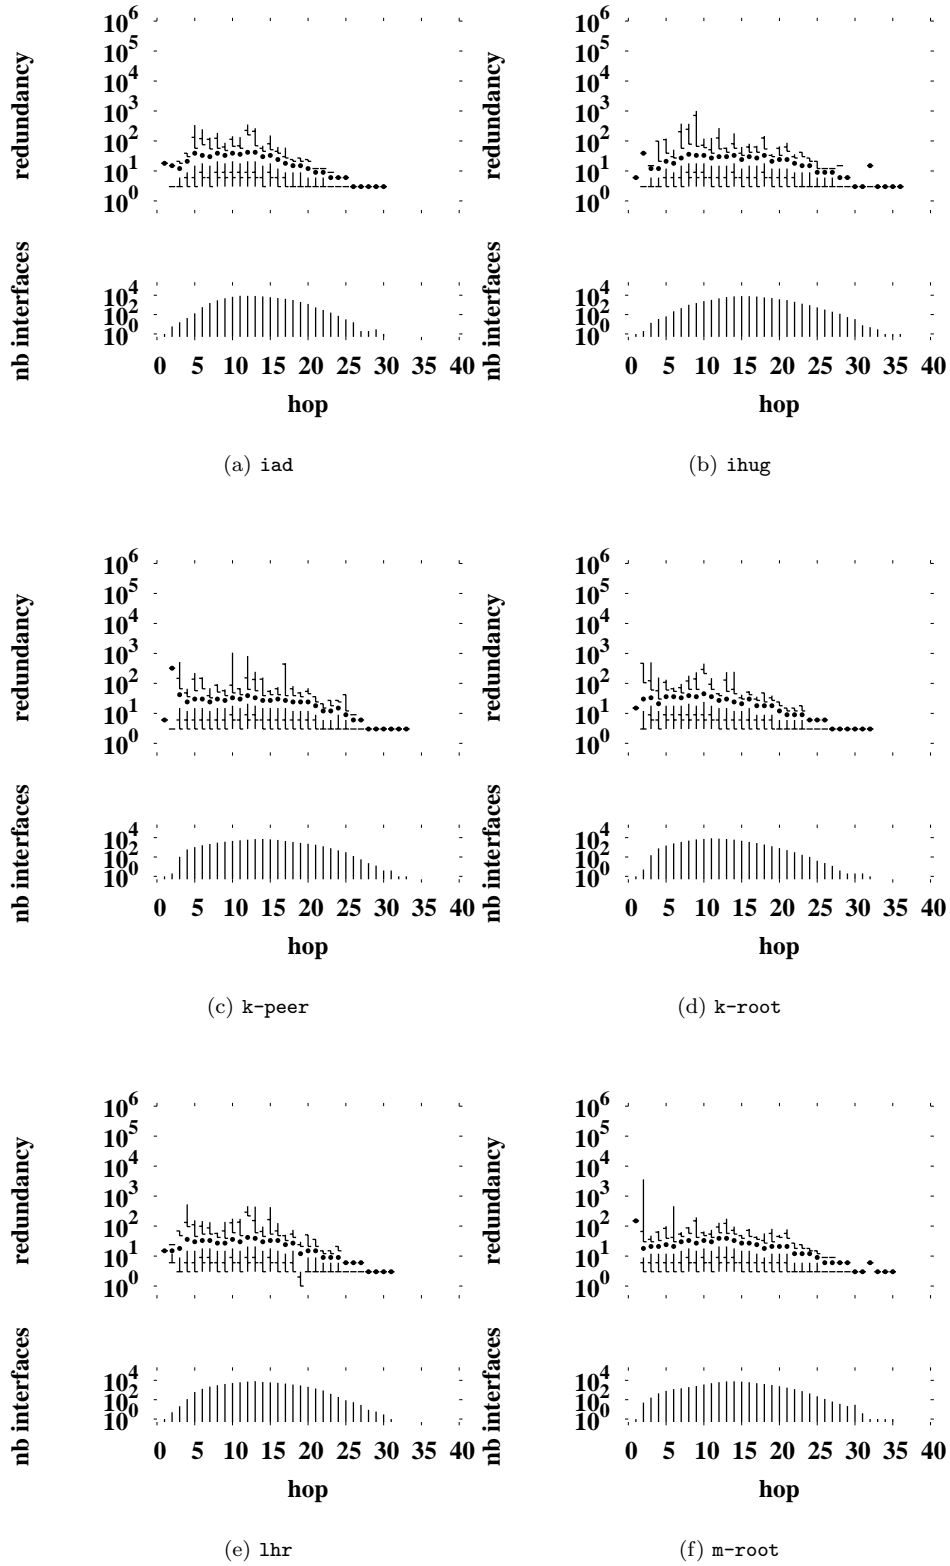 10^6 10^6
10^5 10^5
10^4 10^4
10^3 10^3
10^2 10^2
10^1 10^1
10^0 10^0
redundancy redundancy
10^4 10^4
10^2 10^2
10^0 10^0
nb interfaces nb interfaces
0 5 10 15 20 25 30 35 40 0 5 10 15 20 25 30 35 40
hop hop
(a) iad (b) ihug
10^6 10^6
10^5 10^5
10^4 10^4
10^3 10^3
10^2 10^2
10^1 10^1
10^0 10^0
redundancy redundancy
10^4 10^4
10^2 10^2
10^0 10^0
nb interfaces nb interfaces
0 5 10 15 20 25 30 35 40 0 5 10 15 20 25 30 35 40
hop hop
(c) k-peer (d) k-root
10^6 10^6
10^5 10^5
10^4 10^4
10^3 10^3
10^2 10^2
10^1 10^1
10^0 10^0
redundancy redundancy
10^4 10^4
10^2 10^2
10^0 10^0
nb interfaces nb interfaces
0 5 10 15 20 25 30 35 40 0 5 10 15 20 25 30 35 40
hop hop
(e) lhr (f) m-root